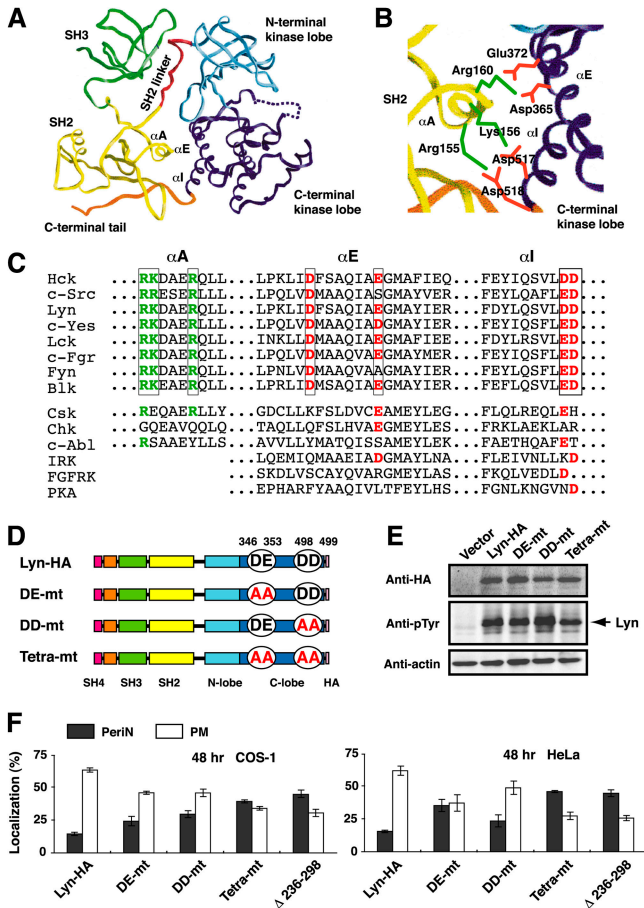 A
SH3
N-terminal
kinase lobe
SH2 linker
SH2
αA
αE
αI
C-terminal tail
C-terminal
kinase lobe
B
Glu372
Arg160
αE
SH2
αA
Asp365
Lys156
αI
Arg155
Asp517
Asp518
C-terminal
kinase lobe
C
αA αE αI
Hck ...RKDAERQLL...LPKLIDFSAQIAEGMAFIEQ...FEYIQSVLDD...
c-Src ...RRESERLLL...LPQLVDMAAQIASGMAYVER...FEYLQAFLED...
Lyn ...RKDAERQLL...LPKLIDFSAQIAEGMAYIER...FDYLQSVLDD...
c-Yes ...RKDAERLLL...LPQLVDMAAQIADGMAYIER...FEYIQSFLED...
Lck ...RKDAERQLL...INKLLDMAAQIAEGMAFIEE...FDYLRSVLED...
c-Fgr ...RKDAERQLL...LPQLVDMAAQVAEGMAYMER...FEYLQSFLED...
Fyn ...RKDAERQLL...LPNLVDMAAQVAAGMAYIER...FEYLQSFLED...
Blk ...RKEAERQLL...LPRLIDMSAQIAEGMAYIER...FEFLQSVLED...
Csk ...REQAERLLY...GDCLLKFSLDVCEAMEYLEG...FLQLREQLEH...
Chk ...GQEAVQQLQ...QVNLLQFSLHVAEGMEYLES...FRKLAEKLAR...
c-Abl ...RSAAEYLLS...AVVLLYMATQISSAMEYLEK...FAETHQAFET...
IRK ...LQEMIQMAAEIADGMAYLNA...FLEIVNLLKD...
FGFRK ...SKDLVSCAYQVARGMEYLAS...FKQLVEDLD...
PKA ...EPHARFYAAQIVLTFEYLHS...FGNLKNGVND...
D
346 353 498 499
Lyn-HA DE DD
DE-mt AA DD
DD-mt DE AA
Tetra-mt AA AA
SH4 SH3 SH2 N-lobe C-lobe HA
E
Vector Lyn-HA DE-mt DD-mt Tetra-mt
Anti-HA
Anti-pTyr Lyn
Anti-actin
F
PeriN PM
48 hr COS-1
Localization (%)
75
50
25
Lyn-HA DE-mt DD-mt Tetra-mt Δ 236-298
48 hr HeLa
75
50
25
Lyn-HA DE-mt DD-mt Tetra-mt Δ 236-298